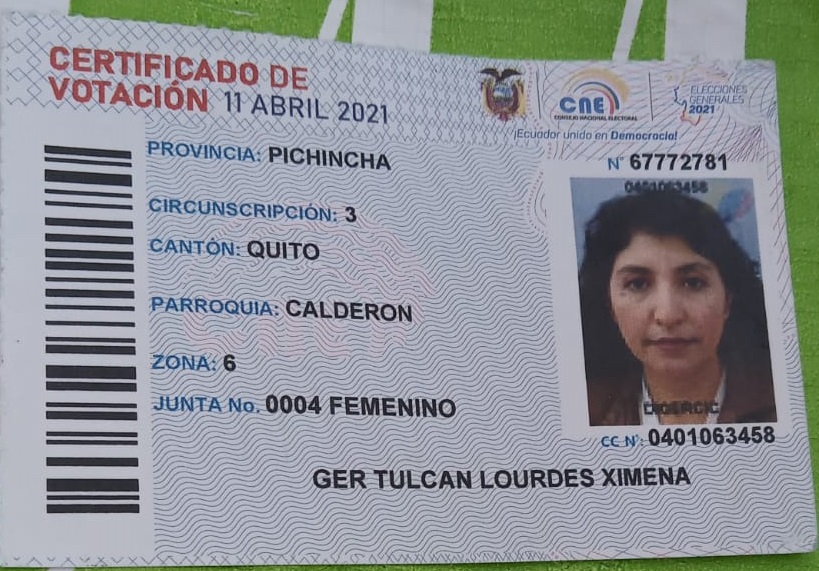 CERTIFICADO DE
VOTACIÓN 11 ABRIL 2021
CNE
CONSEJO NACIONAL ELECTORAL
ELECCIONES
GENERALES
2021
¡Ecuador unido en Democracia!
PROVINCIA: PICHINCHA
CIRCUNSCRIPCIÓN: 3
CANTÓN: QUITO
PARROQUIA: CALDERON
ZONA: 6
JUNTA No. 0004 FEMENINO
N° 67772781
0401063458
DIGERCIC
CC N°: 0401063458
GER TULCAN LOURDES XIMENA